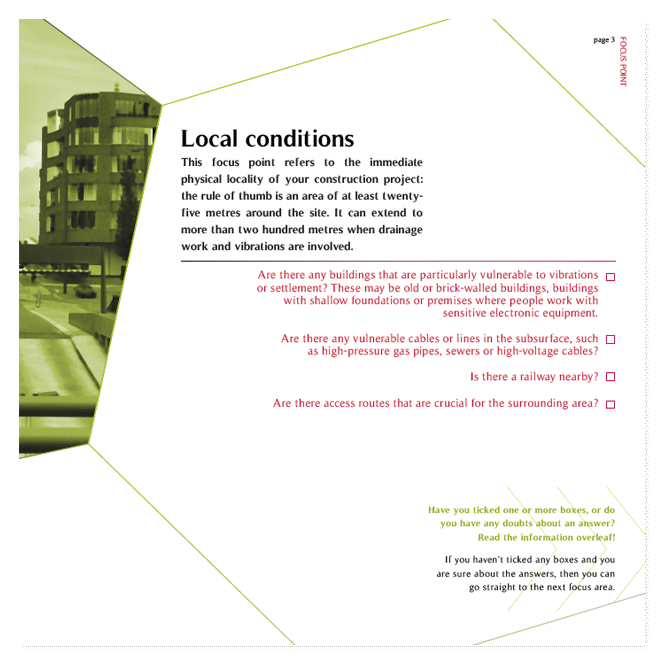 page 3
FOCUS POINT
Local conditions
This focus point refers to the immediate
physical locality of your construction project:
the rule of thumb is an area of at least twenty-
five metres around the site. It can extend to
more than two hundred metres when drainage
work and vibrations are involved.
Are there any buildings that are particularly vulnerable to vibrations
or settlement? These may be old or brick-walled buildings, buildings
with shallow foundations or premises where people work with
sensitive electronic equipment.
Are there any vulnerable cables or lines in the subsurface, such
as high-pressure gas pipes, sewers or high-voltage cables?
Is there a railway nearby?
Are there access routes that are crucial for the surrounding area?
Have you ticked one or more boxes, or do
you have any doubts about an answer?
Read the information overleaf!
If you haven't ticked any boxes and you
are sure about the answers, then you can
go straight to the next focus area.